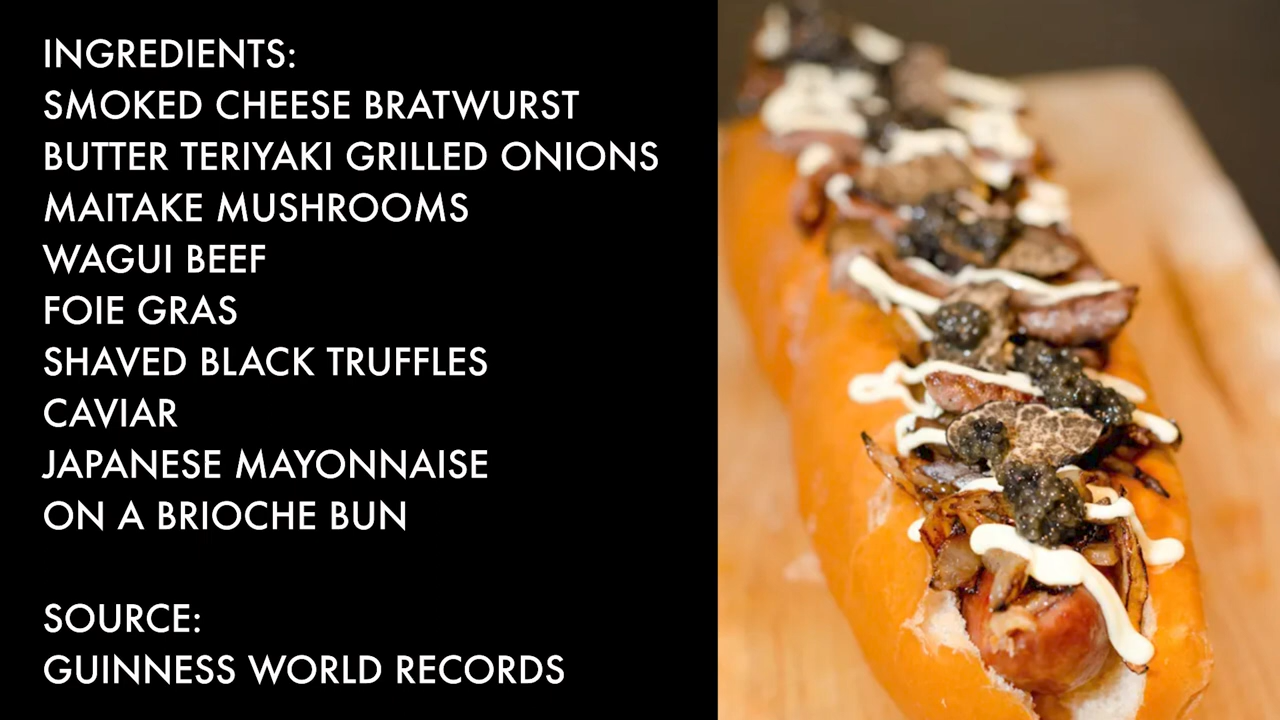 INGREDIENTS:
SMOKED CHEESE BRATWURST
BUTTER TERIYAKI GRILLED ONIONS
MAITAKE MUSHROOMS
WAGUI BEEF
FOIE GRAS
SHAVED BLACK TRUFFLES
CAVIAR
JAPANESE MAYONNAISE
ON A BRIOCHE BUN
SOURCE:
GUINNESS WORLD RECORDS